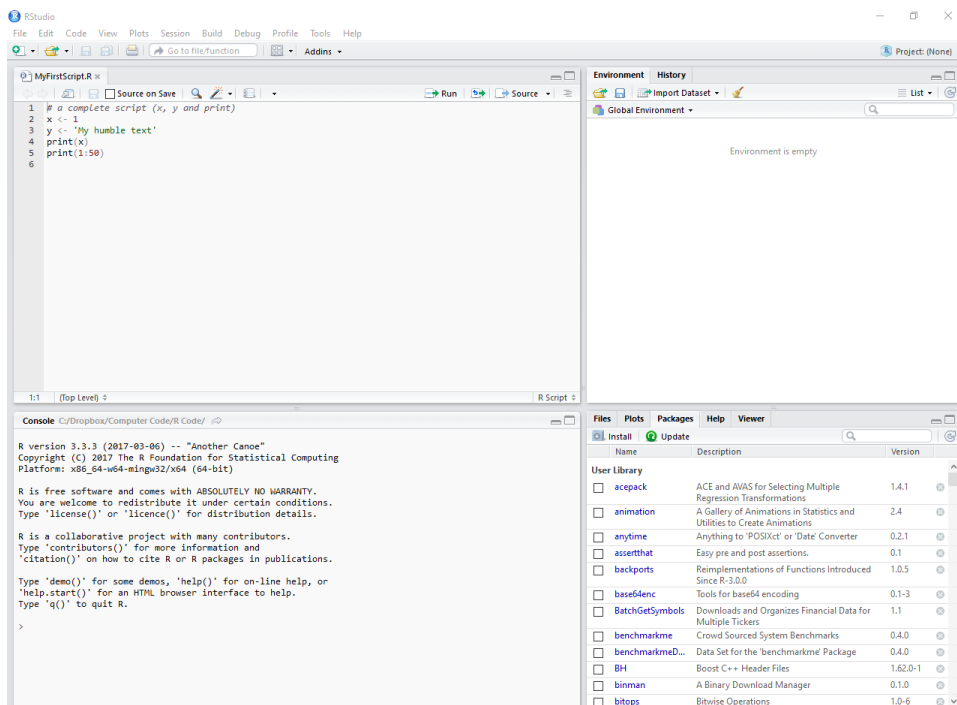 RStudio
File Edit Code View Plots Session Build Debug Profile Tools Help
Go to file/function Addins Project: (None)
MyFirstScript.R
Source on Save Run Source
1 # a complete script (x, y and print)
2 x <- 1
3 y <- 'My humble text'
4 print(x)
5 print(1:50)
6
1:1 (Top Level) R Script
Console C:/Dropbox/Computer Code/R Code/
R version 3.3.3 (2017-03-06) -- "Another Canoe"
Copyright (C) 2017 The R Foundation for Statistical Computing
Platform: x86_64-w64-mingw32/x64 (64-bit)
R is free software and comes with ABSOLUTELY NO WARRANTY.
You are welcome to redistribute it under certain conditions.
Type 'license()' or 'licence()' for distribution details.
R is a collaborative project with many contributors.
Type 'contributors()' for more information and
'citation()' on how to cite R or R packages in publications.
Type 'demo()' for some demos, 'help()' for on-line help, or
'help.start()' for an HTML browser interface to help.
Type 'q()' to quit R.
>
Environment History
Import Dataset List
Global Environment
Environment is empty
Files Plots Packages Help Viewer
Install Update
Name Description Version
User Library
acepack ACE and AVAS for Selecting Multiple 1.4.1
Regression Transformations
animation A Gallery of Animations in Statistics and 2.4
Utilities to Create Animations
anytime Anything to 'POSIXct' or 'Date' Converter 0.2.1
assertthat Easy pre and post assertions. 0.1
backports Reimplementations of Functions Introduced 1.0.5
Since R-3.0.0
base64enc Tools for base64 encoding 0.1-3
BatchGetSymbols Downloads and Organizes Financial Data for 1.1
Multiple Tickers
benchmarkme Crowd Sourced System Benchmarks 0.4.0
benchmarkmeD... Data Set for the 'benchmarkme' Package 0.4.0
BH Boost C++ Header Files 1.62.0-1
binman A Binary Download Manager 0.1.0
bitops Bitwise Operations 1.0-6